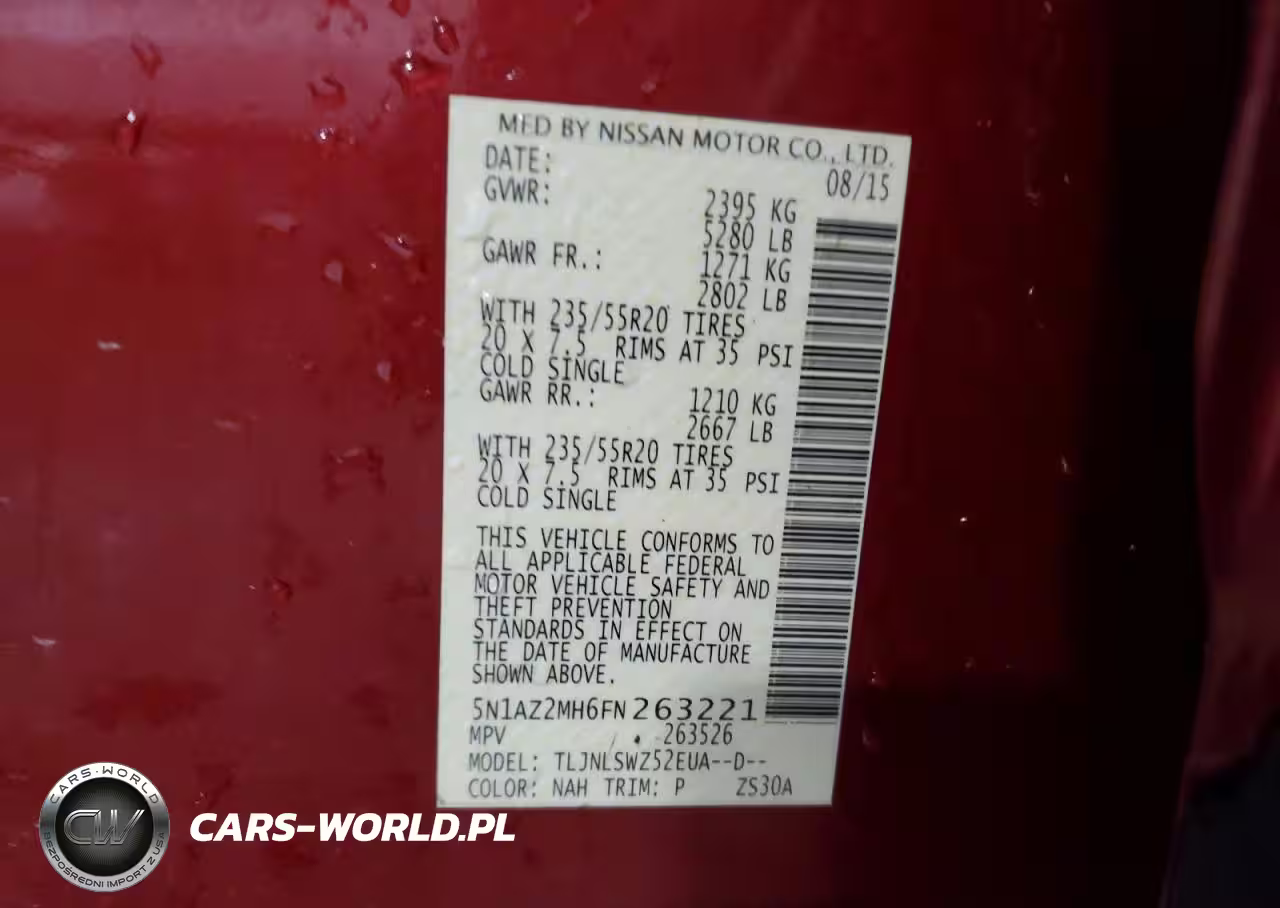 MFD BY NISSAN MOTOR CO., LTD.
DATE: 08/15
GVWR: 2395 KG
5280 LB
GAWR FR.: 1271 KG
2802 LB
WITH 235/55R20 TIRES
20 X 7.5 RIMS AT 35 PSI
COLD SINGLE
GAWR RR.: 1210 KG
2667 LB
WITH 235/55R20 TIRES
20 X 7.5 RIMS AT 35 PSI
COLD SINGLE
THIS VEHICLE CONFORMS TO
ALL APPLICABLE FEDERAL
MOTOR VEHICLE SAFETY AND
THEFT PREVENTION
STANDARDS IN EFFECT ON
THE DATE OF MANUFACTURE
SHOWN ABOVE.
5N1AZ2MH6FN263221
MPV 263526
MODEL: TLJNLSWZ52EUA--D--
COLOR: NAH TRIM: P ZS30A
CARS-WORLD
CW
BEZPOŚREDNI IMPORT Z USA
CARS-WORLD.PL